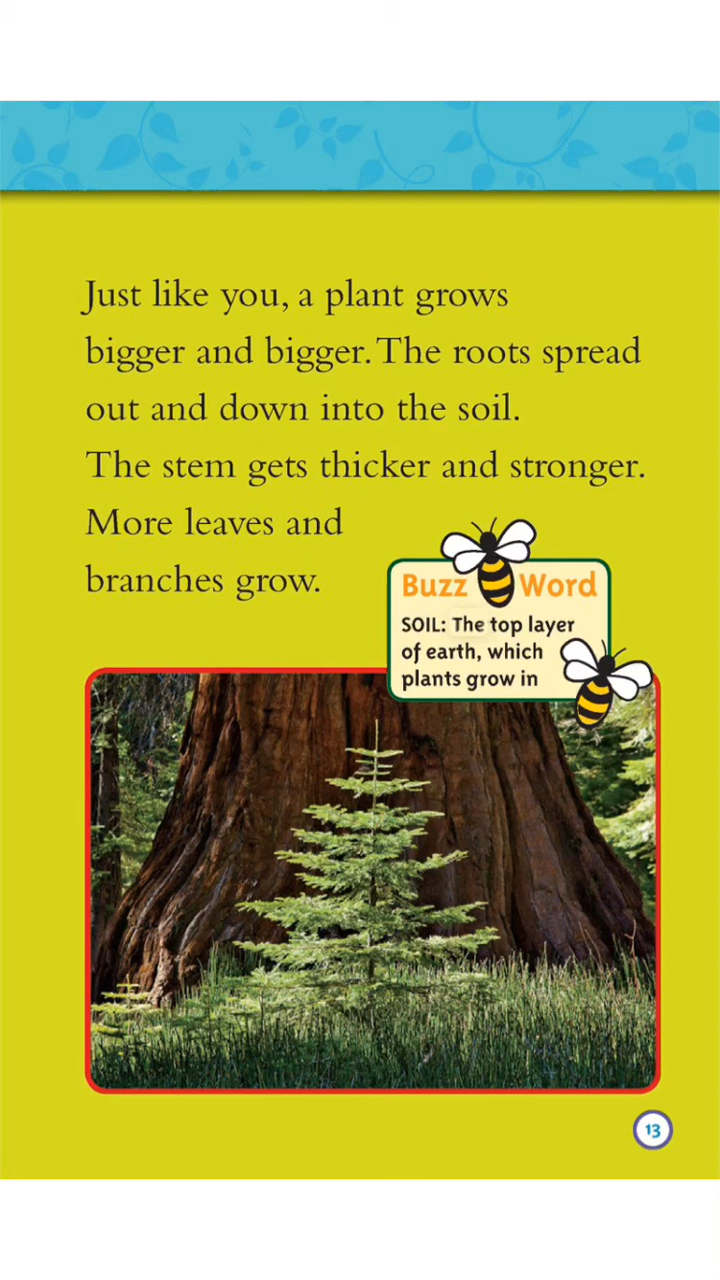 Just like you, a plant grows
bigger and bigger. The roots spread
out and down into the soil.
The stem gets thicker and stronger.
More leaves and
branches grow.
Buzz Word
SOIL: The top layer
of earth, which
plants grow in
13